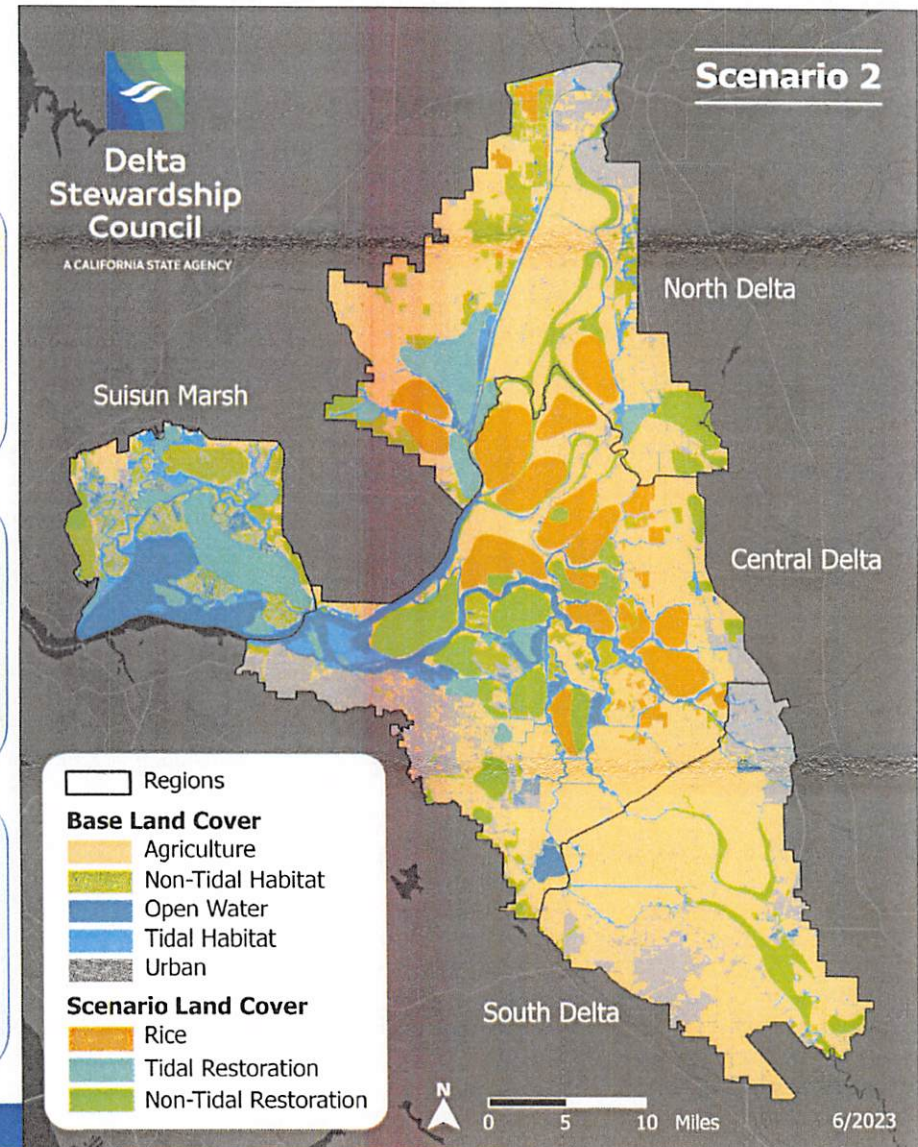 Scenario 2
Delta
Stewardship
Council
A CALIFORNIA STATE AGENCY
North Delta
Suisun Marsh
Central Delta
Regions
Base Land Cover
Agriculture
Non-Tidal Habitat
Open Water
Tidal Habitat
Urban
Scenario Land Cover
Rice
Tidal Restoration
Non-Tidal Restoration
South Delta
N
0 5 10 Miles
6/2023